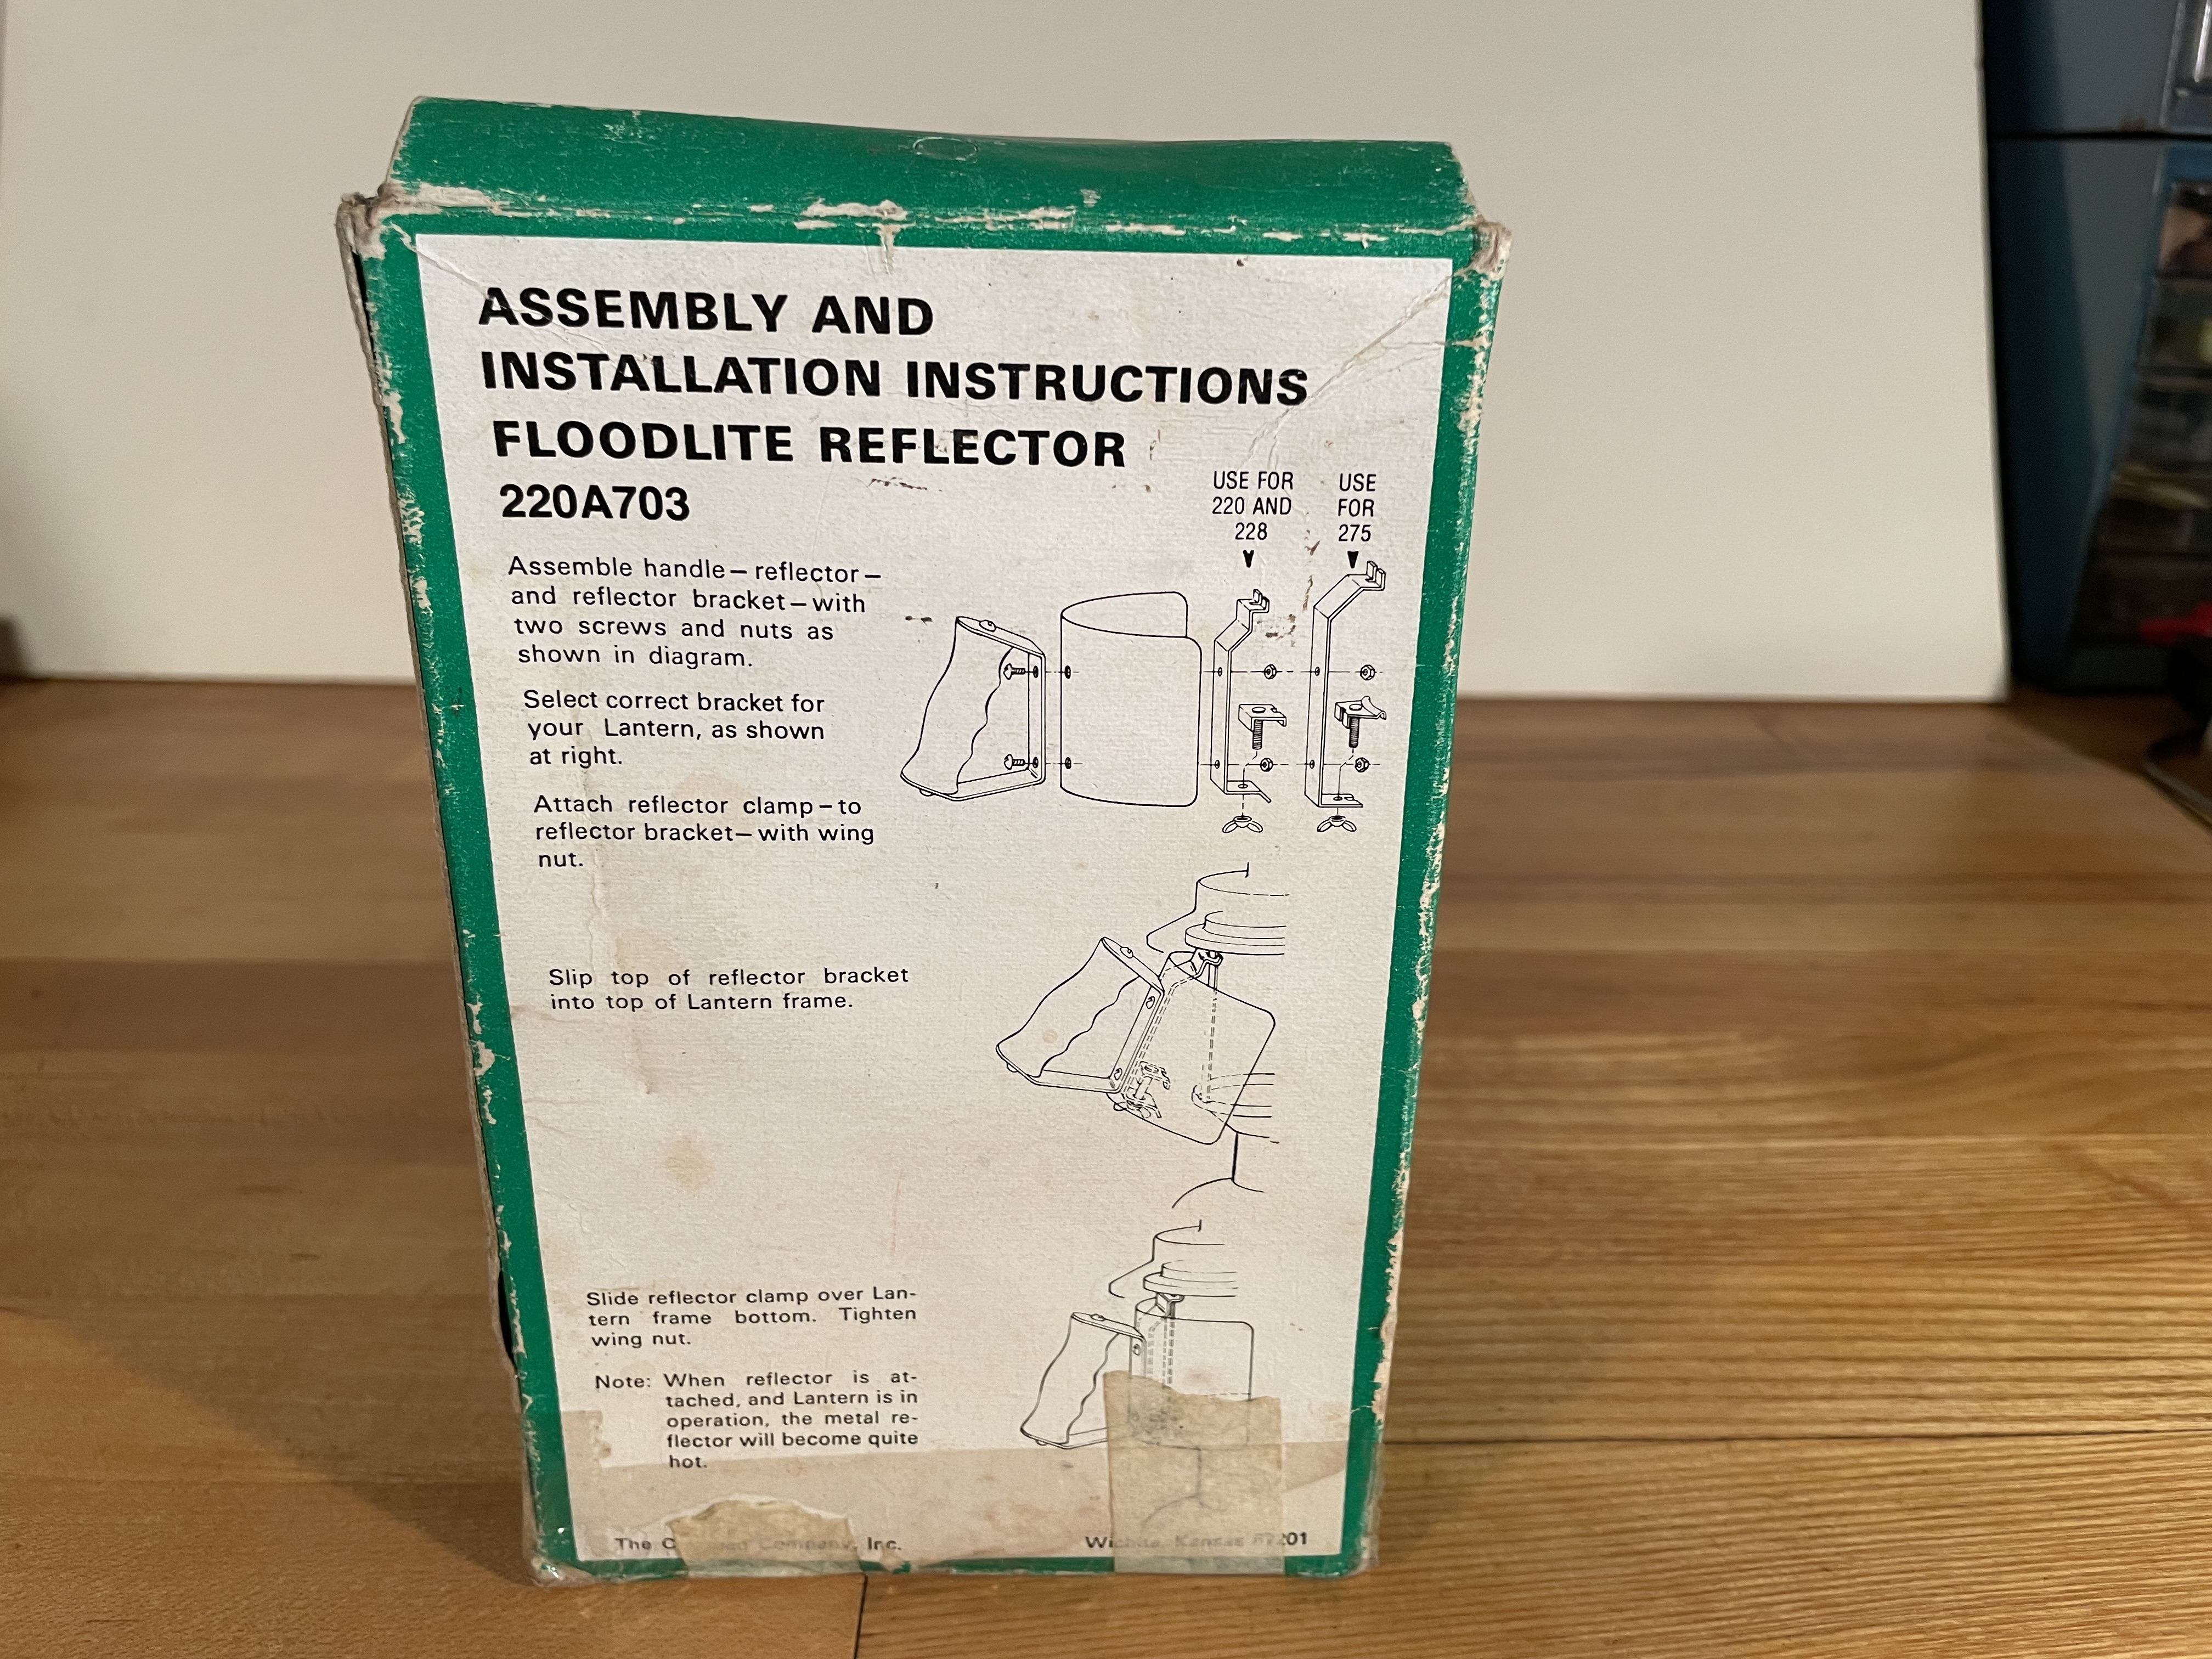 ASSEMBLY AND
INSTALLATION INSTRUCTIONS
FLOODLITE REFLECTOR
220A703
USE FOR
220 AND
228
USE
FOR
275
Assemble handle—reflector—
and reflector bracket—with
two screws and nuts as
shown in diagram.
Select correct bracket for
your Lantern, as shown
at right.
Attach reflector clamp—to
reflector bracket—with wing
nut.
Slip top of reflector bracket
into top of Lantern frame.
Slide reflector clamp over Lan-
tern frame bottom. Tighten
wing nut.
Note: When reflector is at-
tached, and Lantern is in
operation, the metal re-
flector will become quite
hot.
The Company, Inc.
Wichita, Kansas